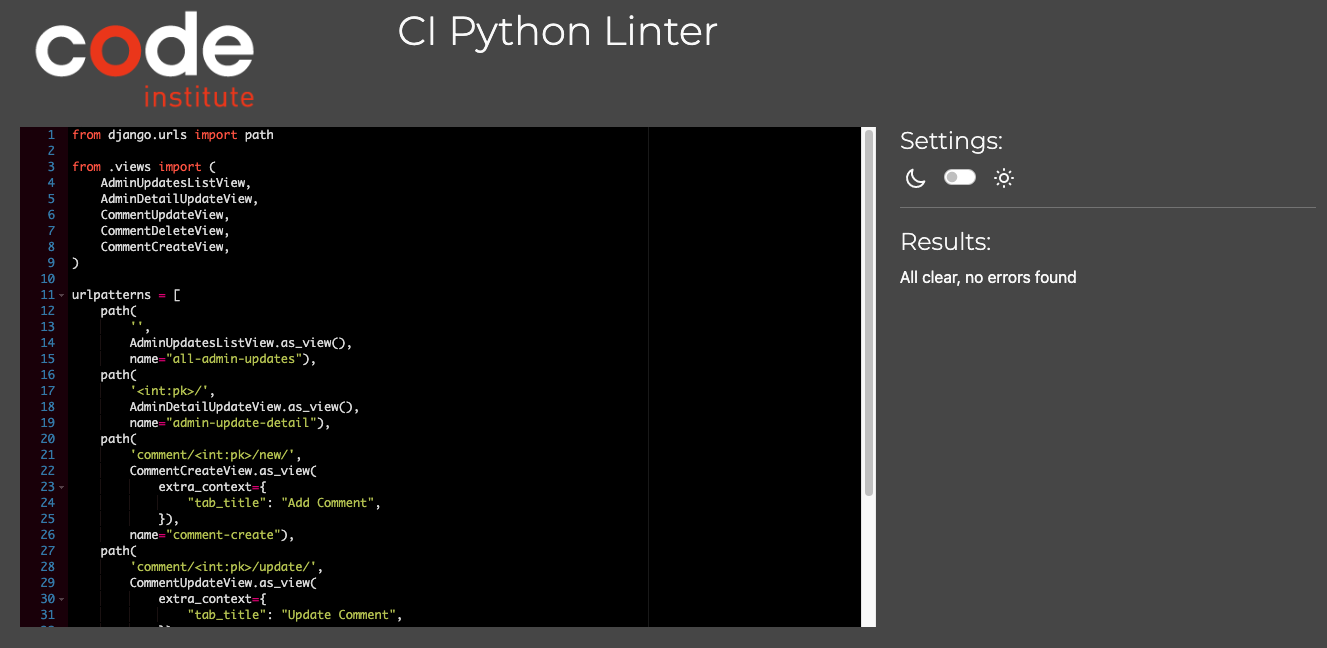 code
institute
CI Python Linter
1 from django.urls import path
2
3 from .views import (
4     AdminUpdatesListView,
5     AdminDetailUpdateView,
6     CommentUpdateView,
7     CommentDeleteView,
8     CommentCreateView,
9 )
10
11 urlpatterns = [
12     path(
13         '',
14         AdminUpdatesListView.as_view(),
15         name="all-admin-updates"),
16     path(
17         '<int:pk>/',
18         AdminDetailUpdateView.as_view(),
19         name="admin-update-detail"),
20     path(
21         'comment/<int:pk>/new/',
22         CommentCreateView.as_view(
23             extra_context={
24                 "tab_title": "Add Comment",
25             }),
26         name="comment-create"),
27     path(
28         'comment/<int:pk>/update/',
29         CommentUpdateView.as_view(
30             extra_context={
31                 "tab_title": "Update Comment",
Settings:
Results:
All clear, no errors found